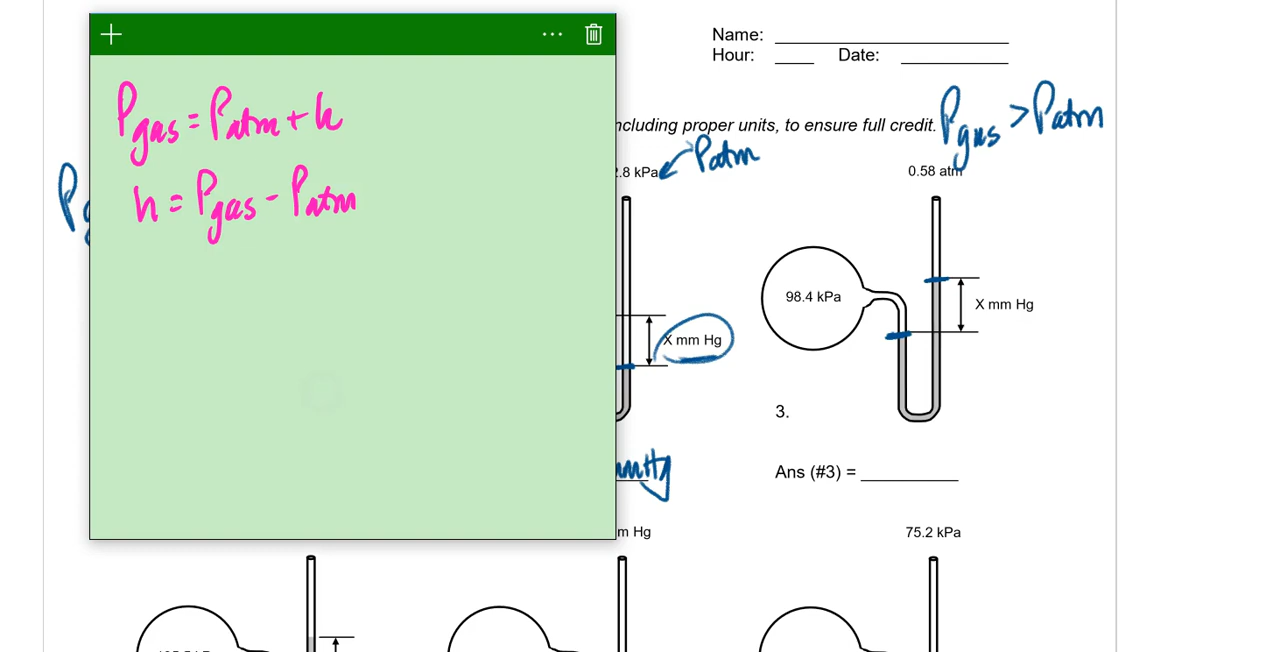 Name:
Hour: Date:
Pgas = Patm + h
h = Pgas - Patm
ncluding proper units, to ensure full credit.
Pgas > Patm
.8 kPa
Patm
0.58 atm
98.4 kPa
X mm Hg
X mm Hg
3.
mmHg
Ans (#3) =
m Hg
75.2 kPa